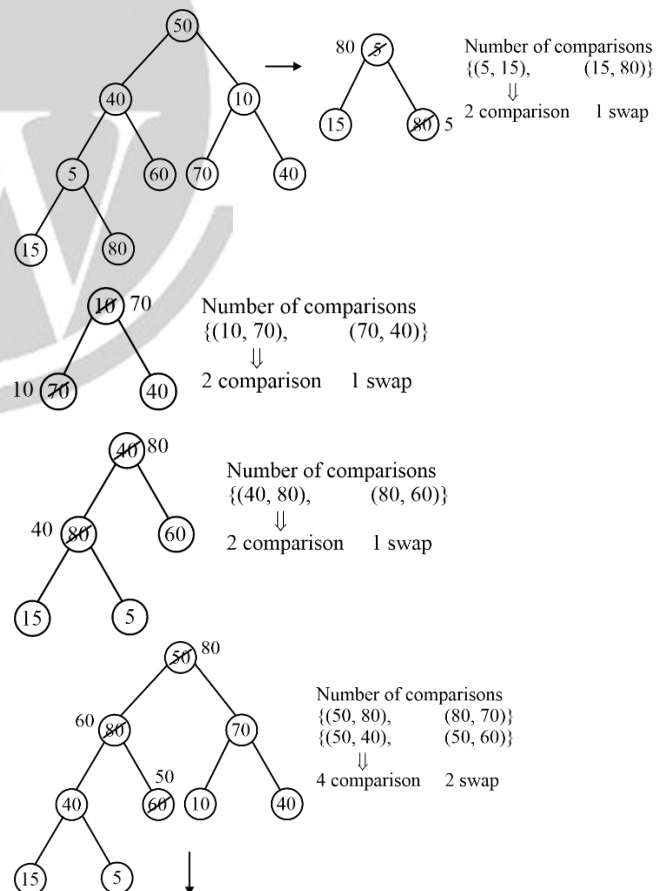 50
80 5
Number of comparisons
{(5, 15), (15, 80)}
⇓
2 comparison 1 swap
40 10
15 80 5
5 60 70 40
15 80
10 70
Number of comparisons
{(10, 70), (70, 40)}
⇓
2 comparison 1 swap
10 70 40
40 80
Number of comparisons
{(40, 80), (80, 60)}
⇓
2 comparison 1 swap
40 80 60
15 5
50 80
Number of comparisons
{(50, 80), (80, 70)}
{(50, 40), (50, 60)}
⇓
4 comparison 2 swap
60 80 70
50
40 60 10 40
15 5